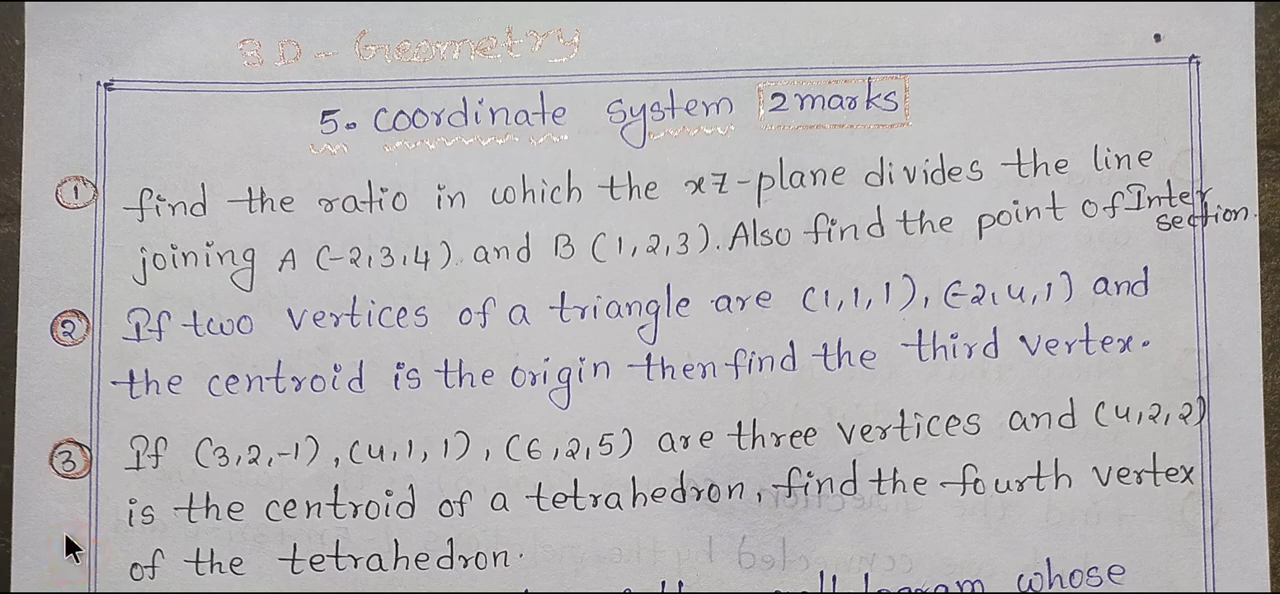 3D - Geometry
5. coordinate system 2 marks
① find the ratio in which the xz-plane divides the line
joining A (-2,3,4). and B (1,2,3). Also find the point of Inter
section.
② If two vertices of a triangle are (1,1,1), (-2,4,1) and
the centroid is the origin then find the third vertex.
③ If (3,2,-1), (4,1,1), (6,2,5) are three vertices and (4,2,2)
is the centroid of a tetrahedron, find the fourth vertex
of the tetrahedron.
whose